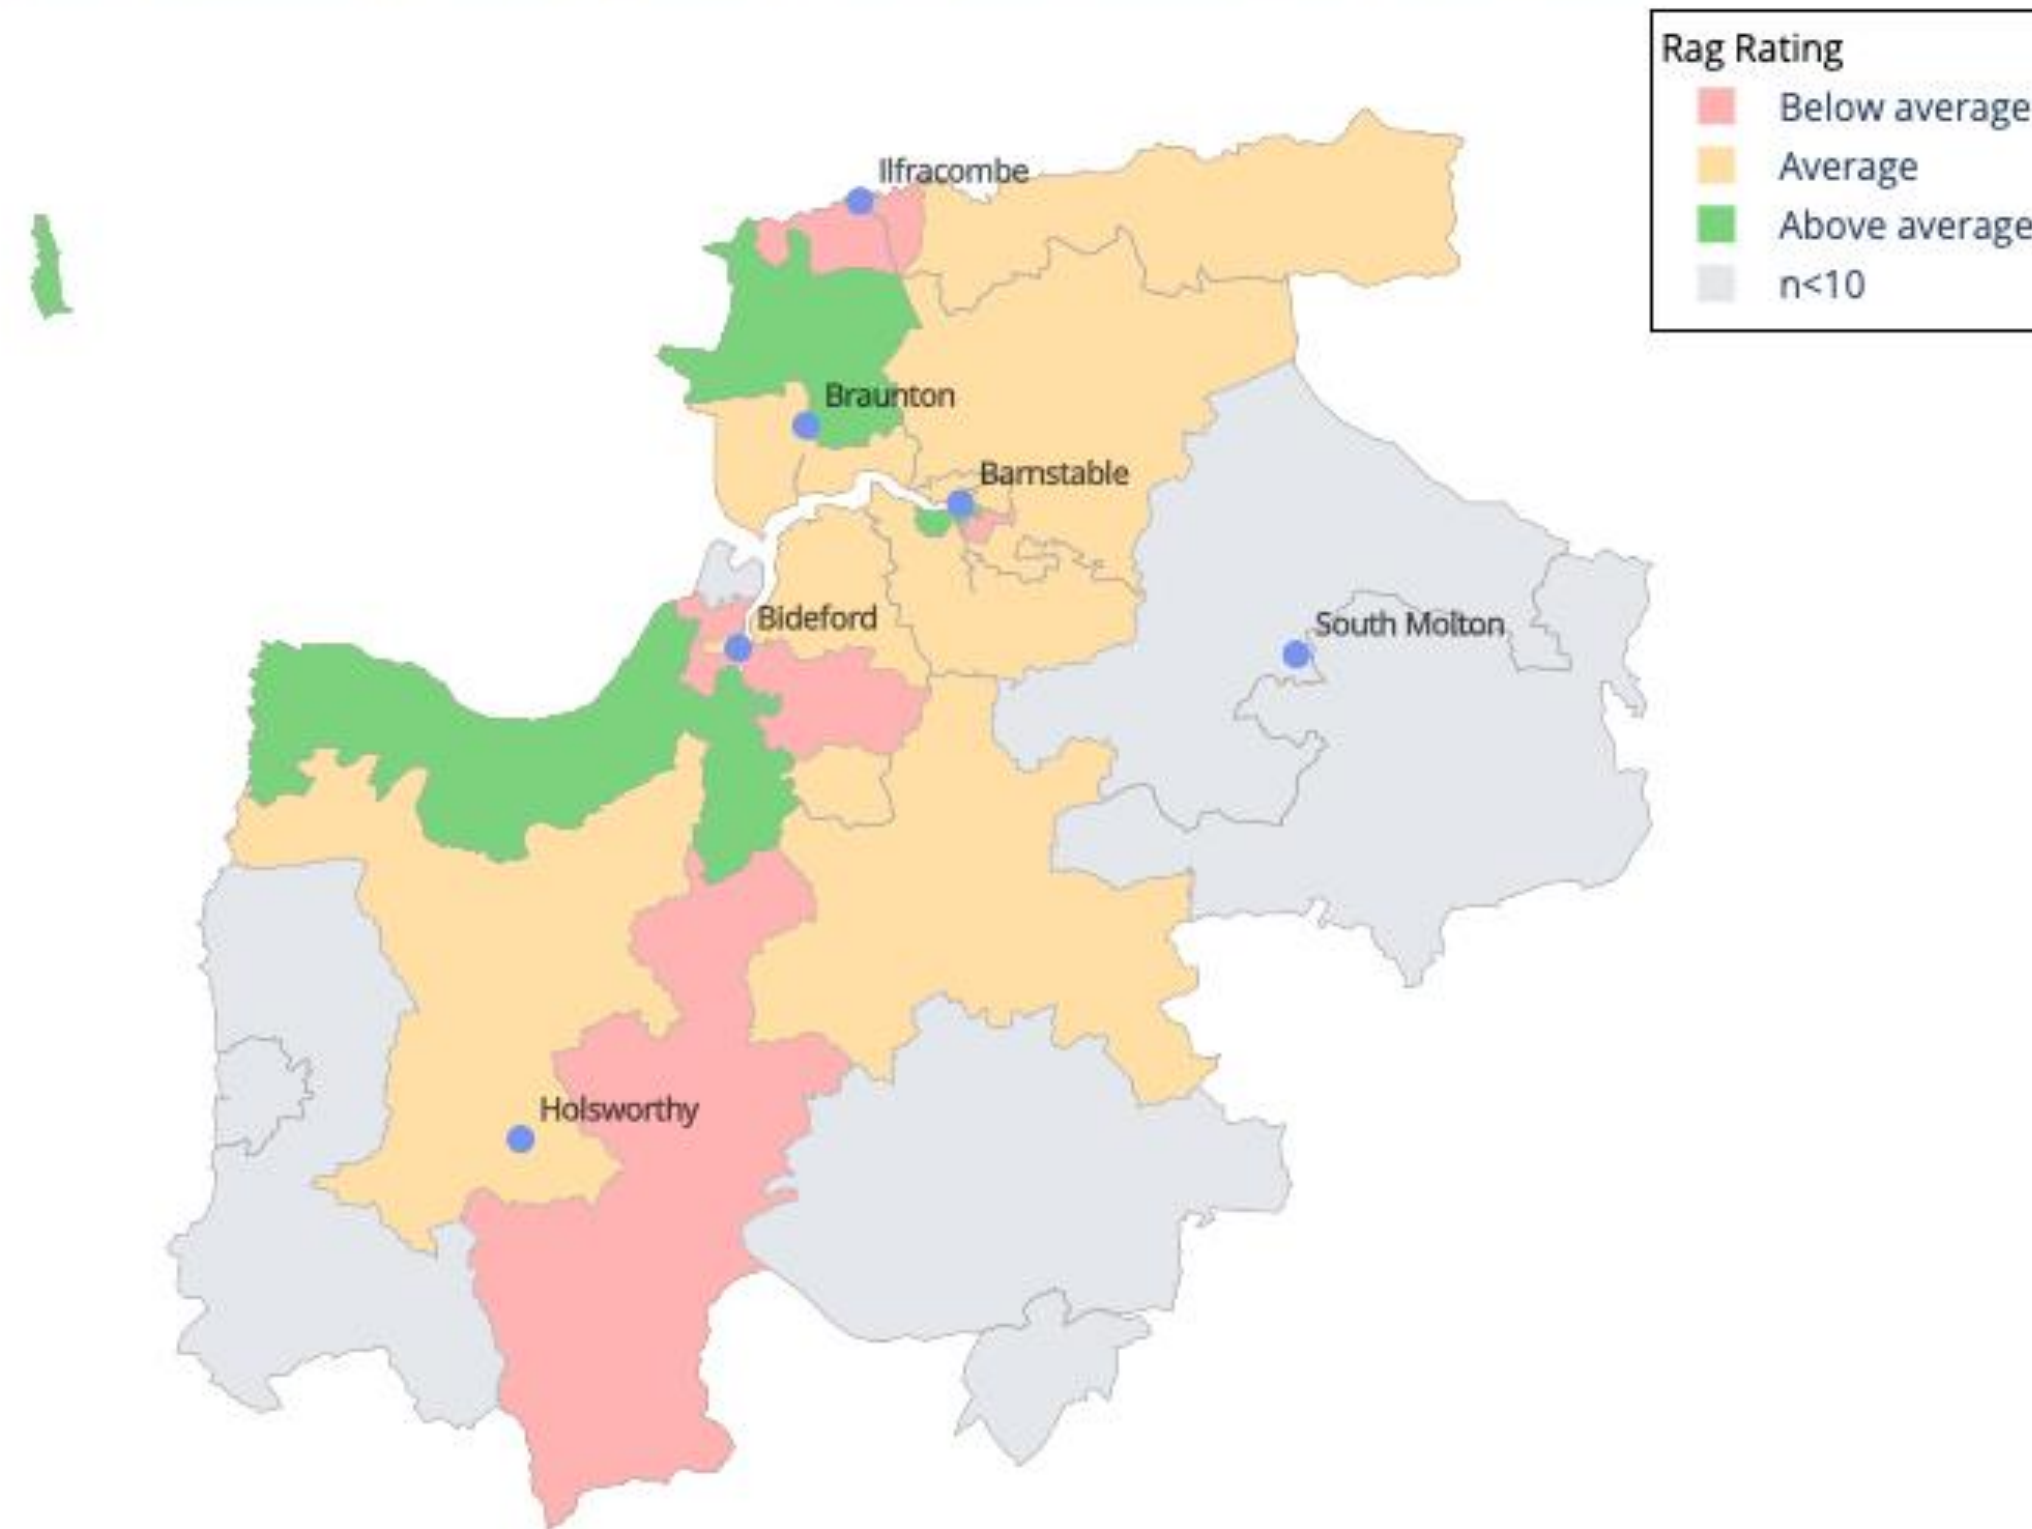 Rag Rating
Below average
Average
Above average
n<10
Ilfracombe
Braunton
Barnstable
Bideford
South Molton
Holsworthy